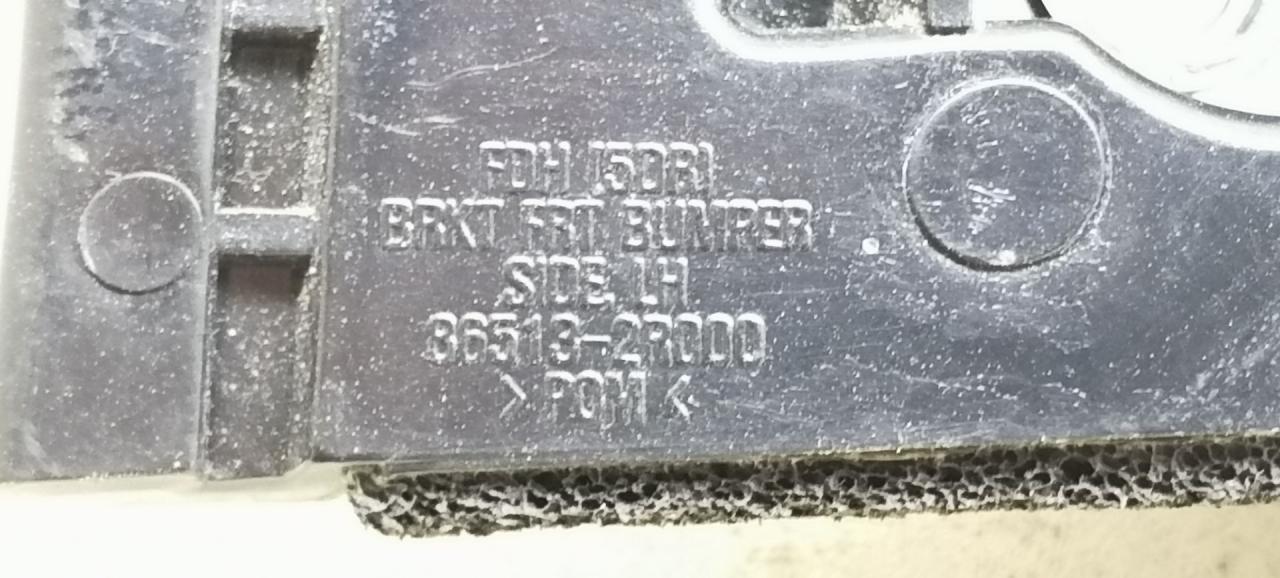 FDH (5DR)
BRKT FRT BUMPER
SIDE, LH
86513-2R000
>POM<